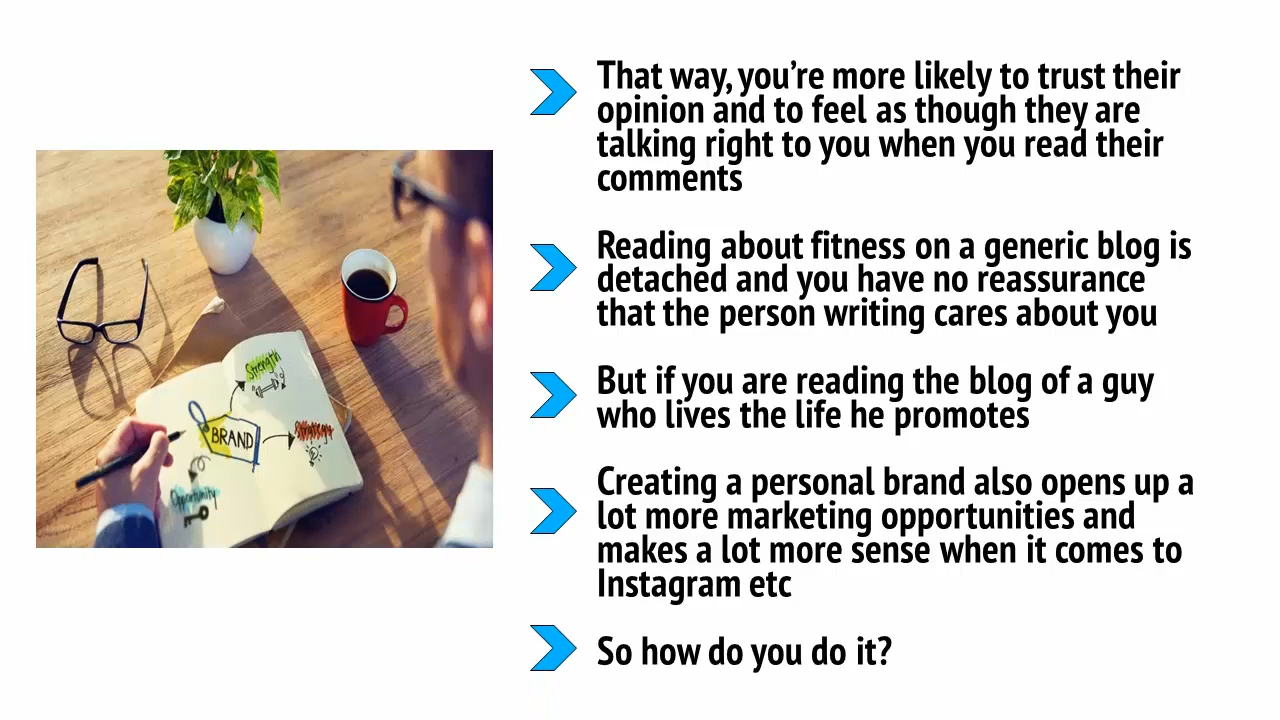 That way, you’re more likely to trust their
opinion and to feel as though they are
talking right to you when you read their
comments
Reading about fitness on a generic blog is
detached and you have no reassurance
that the person writing cares about you
But if you are reading the blog of a guy
who lives the life he promotes
Creating a personal brand also opens up a
lot more marketing opportunities and
makes a lot more sense when it comes to
Instagram etc
So how do you do it?
Strength
BRAND
Opportunity